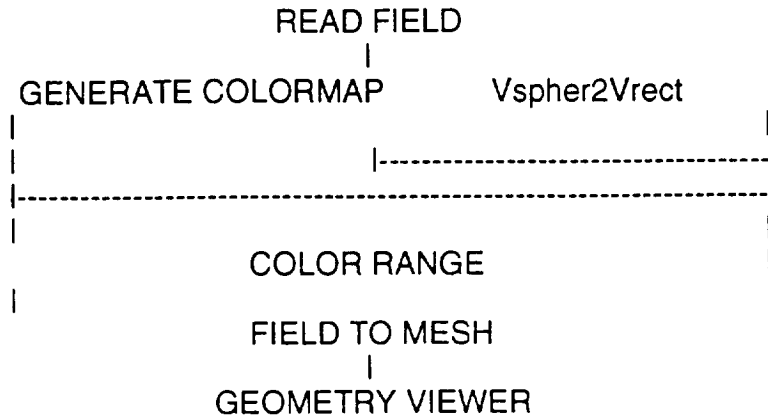 READ FIELD
GENERATE COLORMAP Vspher2Vrect
COLOR RANGE
FIELD TO MESH
GEOMETRY VIEWER